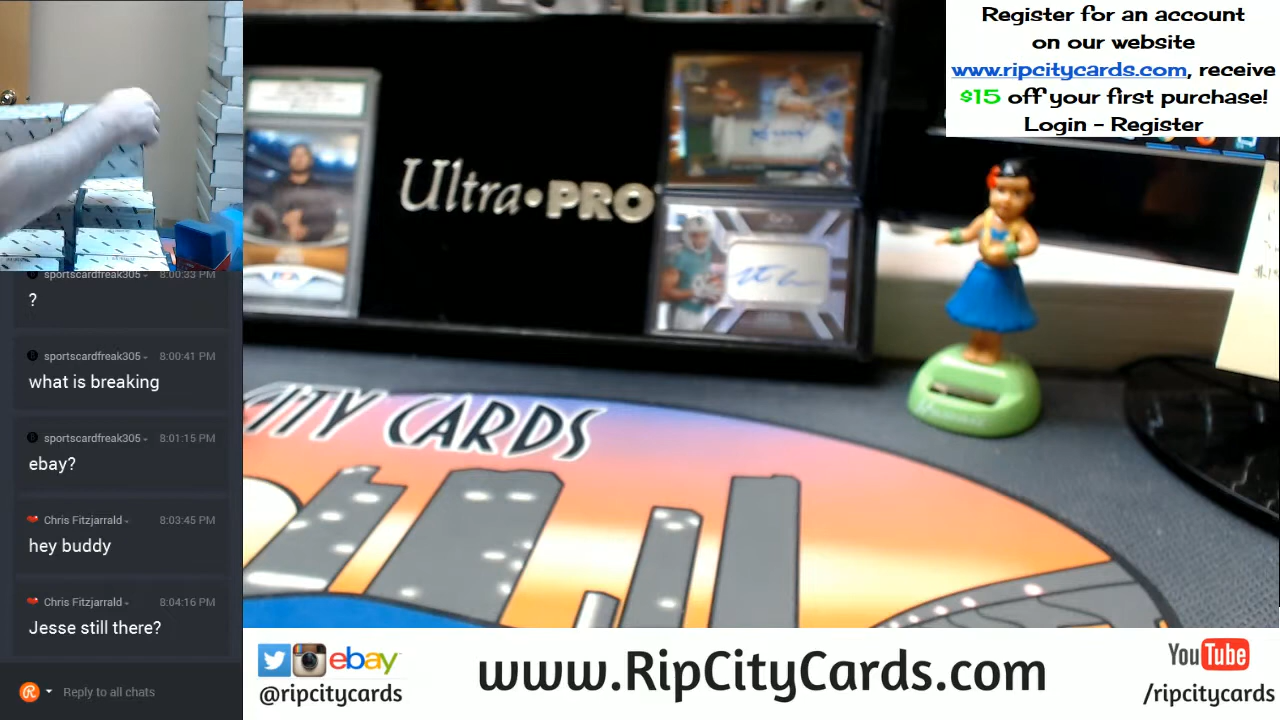 Register for an account
on our website
www.ripcitycards.com, receive
$15 off your first purchase!
Login - Register
Ultra•PRO
CITY CARDS
sportscardfreak305 8:00:33 PM
?
sportscardfreak305 8:00:41 PM
what is breaking
sportscardfreak305 8:01:15 PM
ebay?
Chris Fitzjarrald 8:03:45 PM
hey buddy
Chris Fitzjarrald 8:04:16 PM
Jesse still there?
Reply to all chats
ebay
@ripcitycards
www.RipCityCards.com
YouTube
/ripcitycards